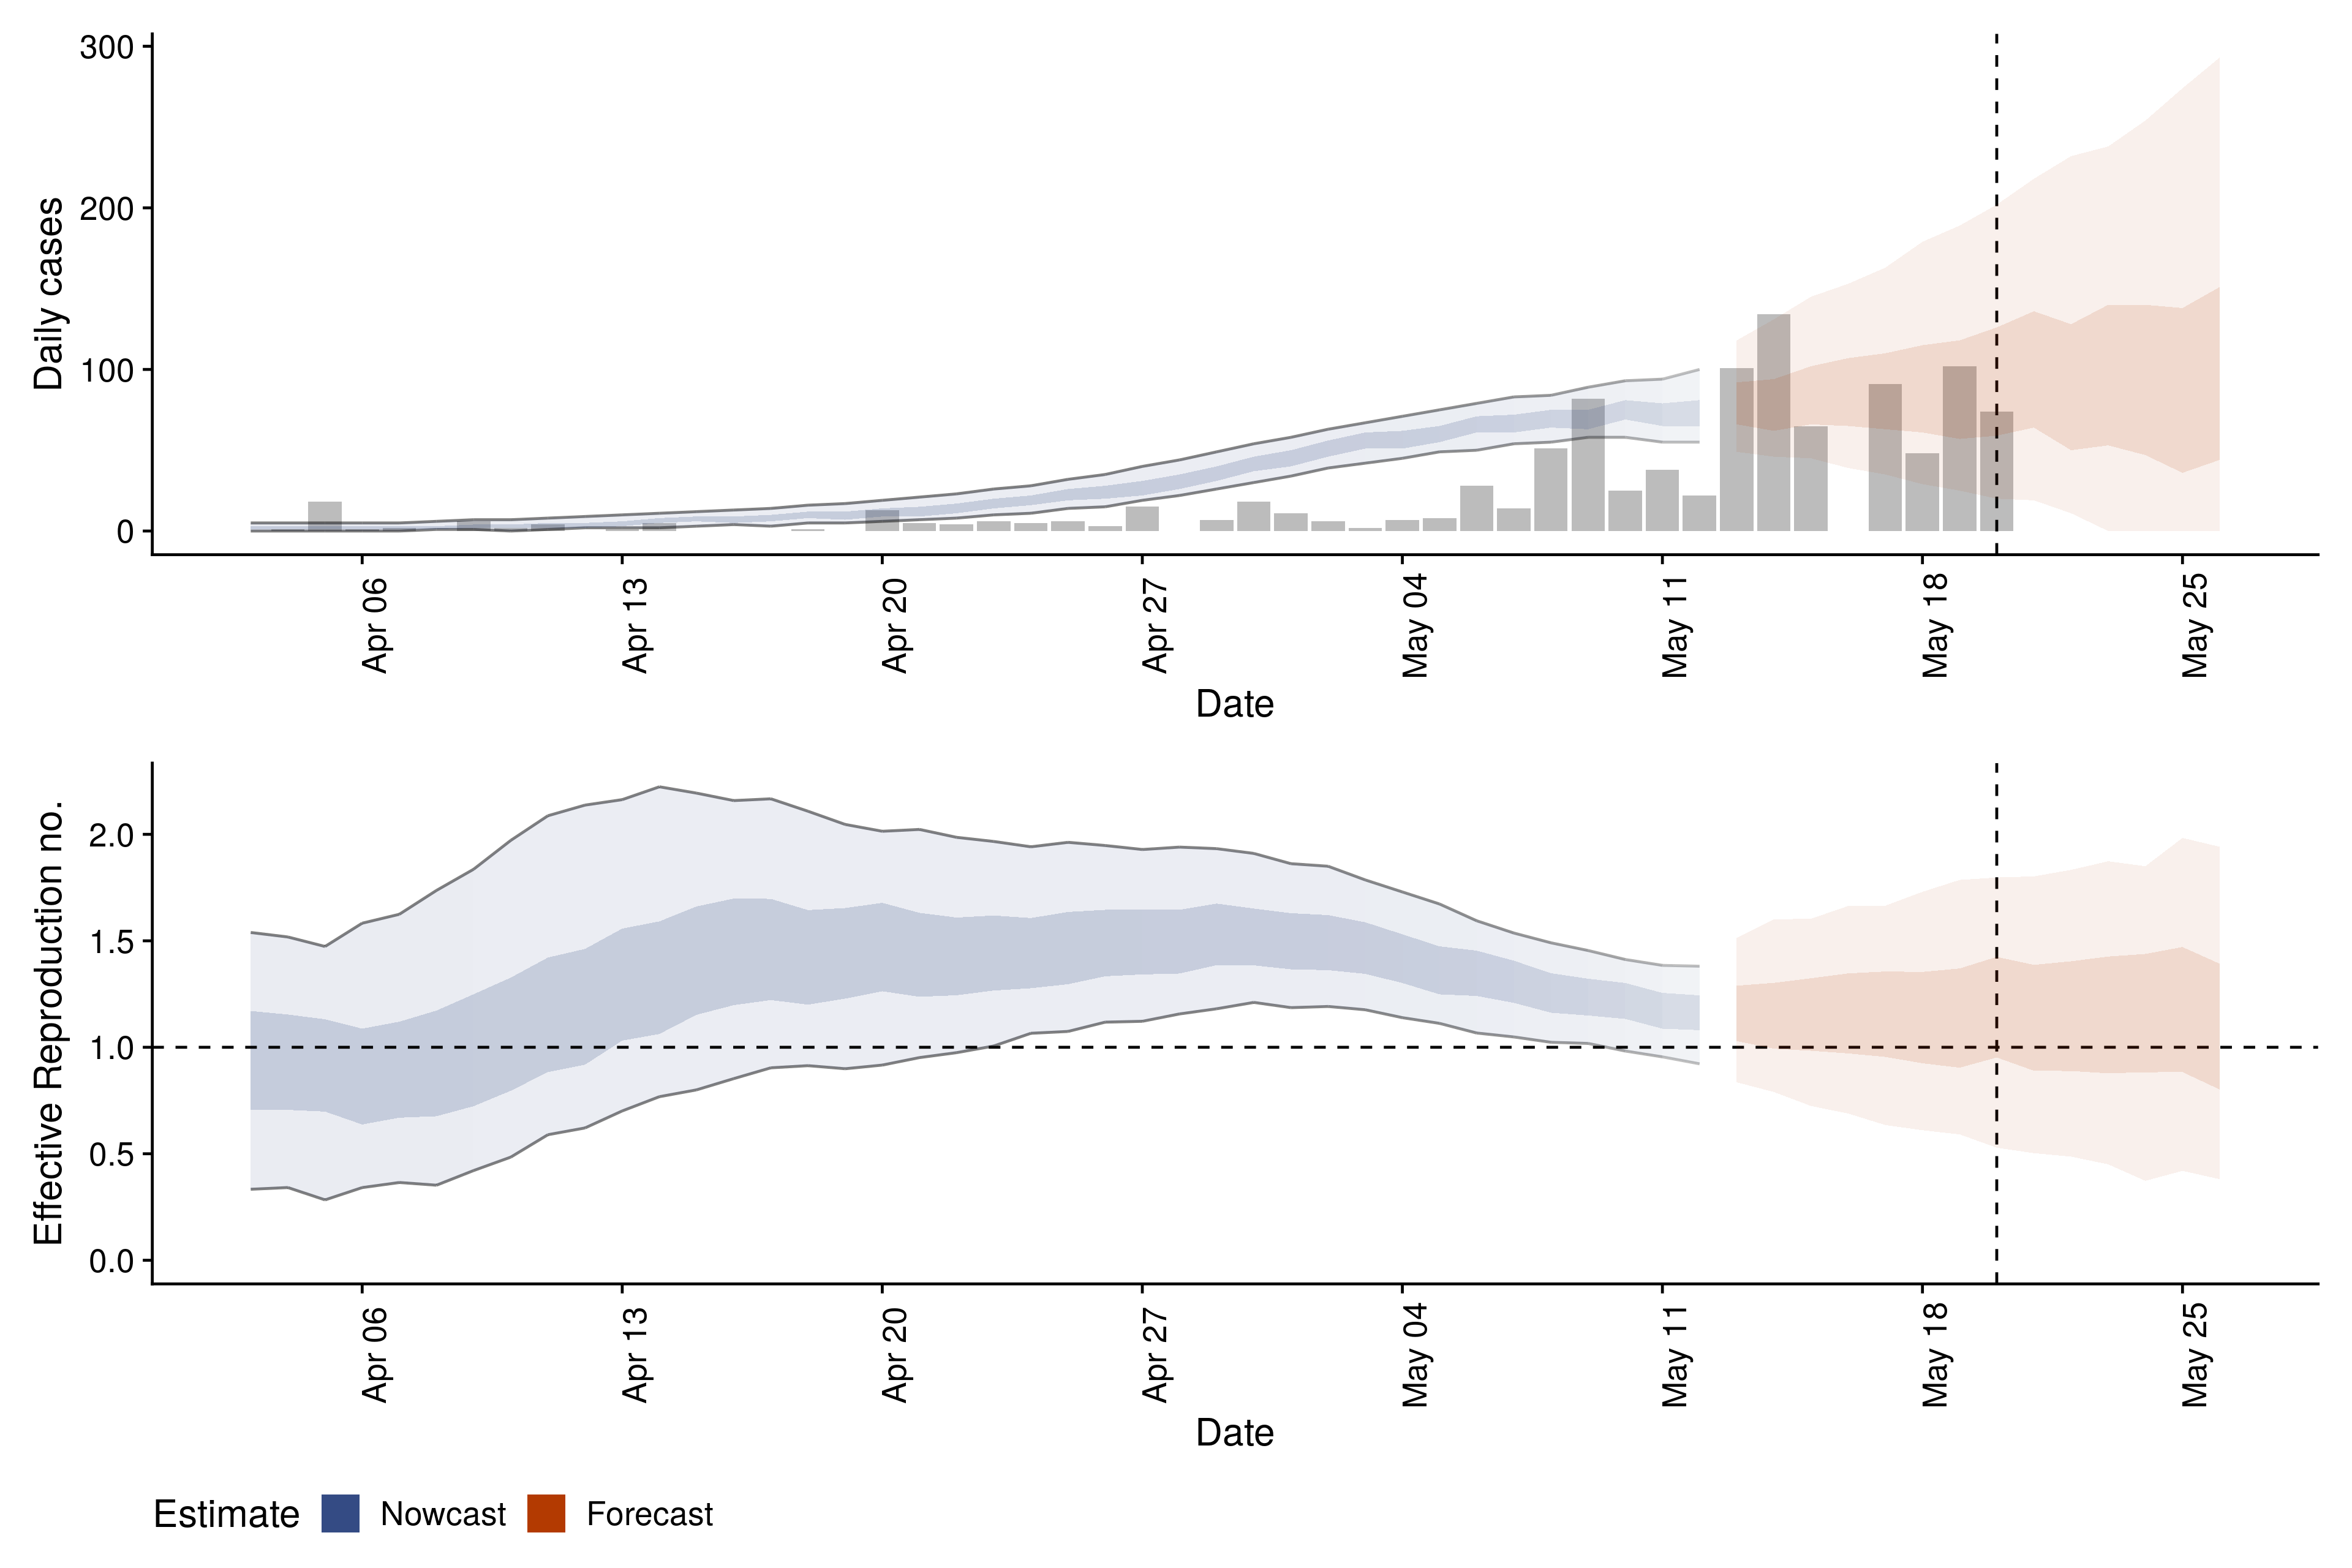 Daily cases
300
200
100
0
Apr 06
Apr 13
Apr 20
Apr 27
May 04
May 11
May 18
May 25
Date
Effective Reproduction no.
2.0
1.5
1.0
0.5
0.0
Apr 06
Apr 13
Apr 20
Apr 27
May 04
May 11
May 18
May 25
Date
Estimate Nowcast Forecast